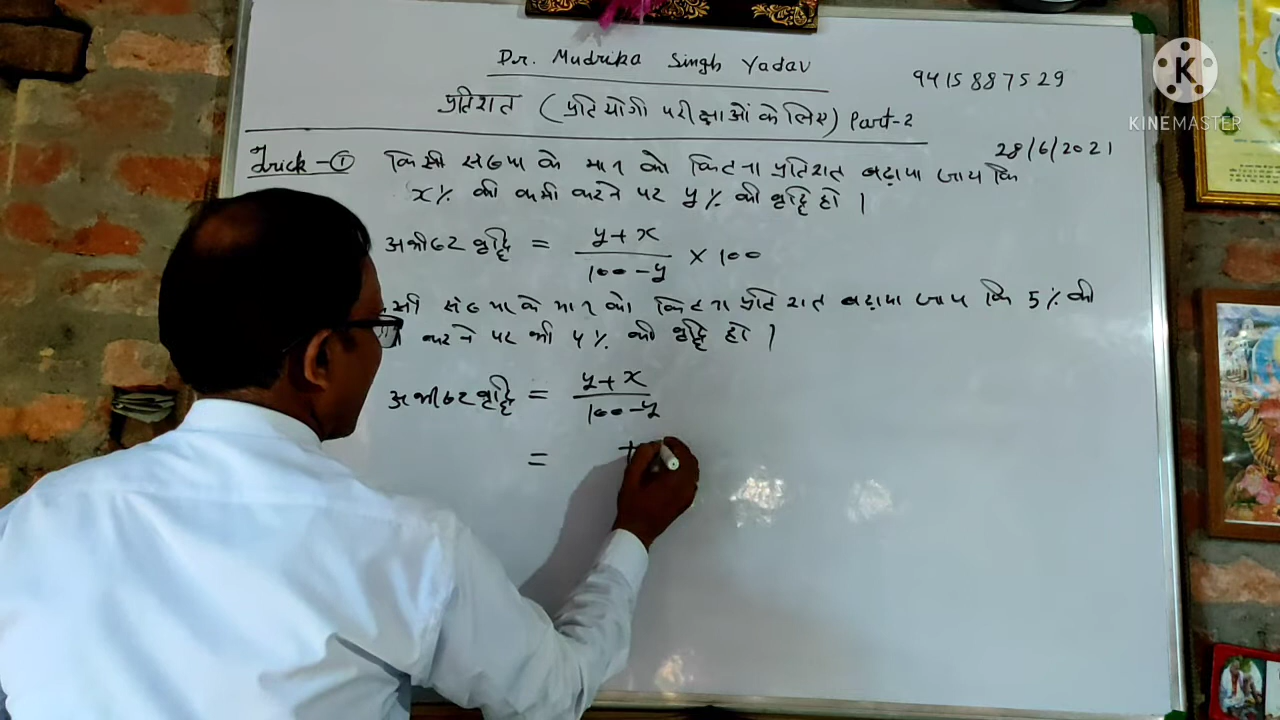 Dr. Mudrika Singh Yadav
9415887529
K
KINEMASTER
प्रतिशत (प्रतियोगी परीक्षाओं के लिए) Part-2
28/6/2021
Trick-① किसी संख्या के मान को कितना प्रतिशत बढ़ाया जाय कि
x% की कमी करने पर y% की वृद्धि हो।
अभीष्ट वृद्धि = (y+x)/(100-y) × 100
संख्या के मान को कितना प्रतिशत बढ़ाया जाय कि 5% की
करने पर भी 4% की वृद्धि हो।
अभीष्ट वृद्धि = (y+x)/(100-y)
= +